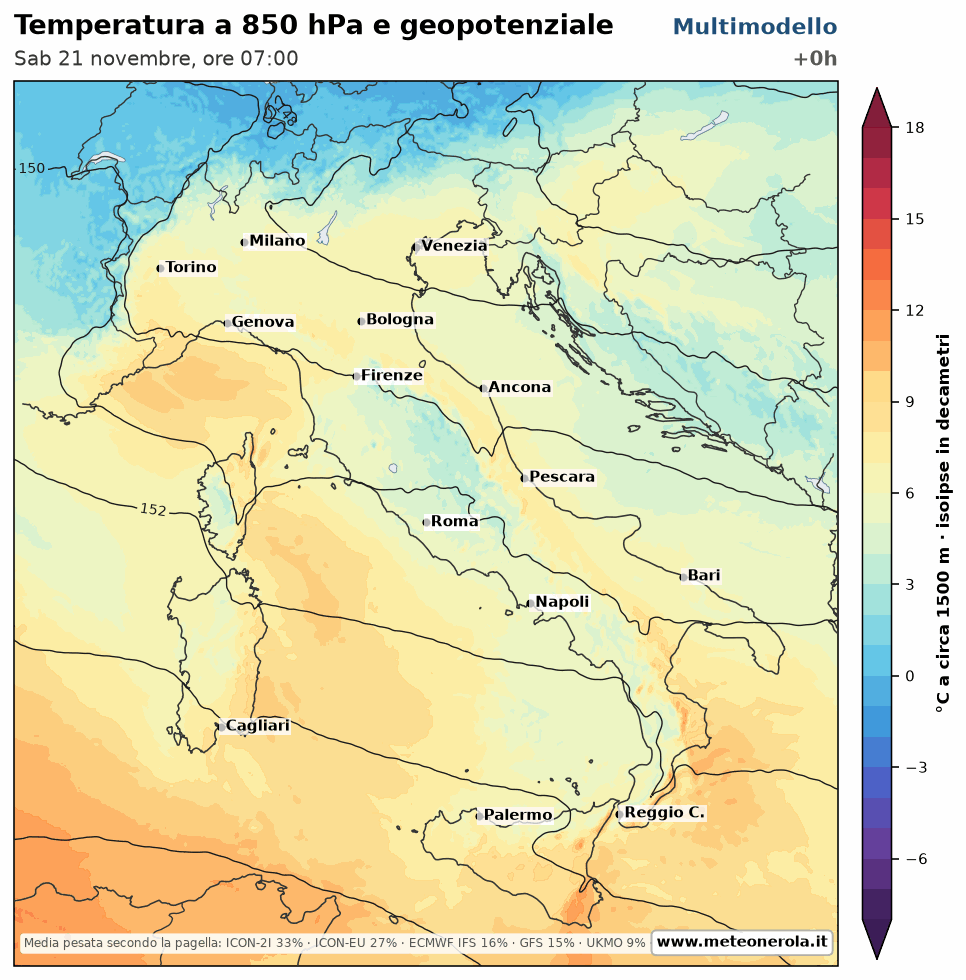 Temperatura a 850 hPa e geopotenziale
Multimodello
Sab 21 novembre, ore 07:00
+0h
150
Milano
Venezia
Torino
Genova
Bologna
Firenze
Ancona
Pescara
152
Roma
Bari
Napoli
Cagliari
Palermo
Reggio C.
18
15
12
9
6
3
0
−3
−6
°C a circa 1500 m · isoipse in decametri
Media pesata secondo la pagella: ICON-2I 33% · ICON-EU 27% · ECMWF IFS 16% · GFS 15% · UKMO 9%
www.meteonerola.it